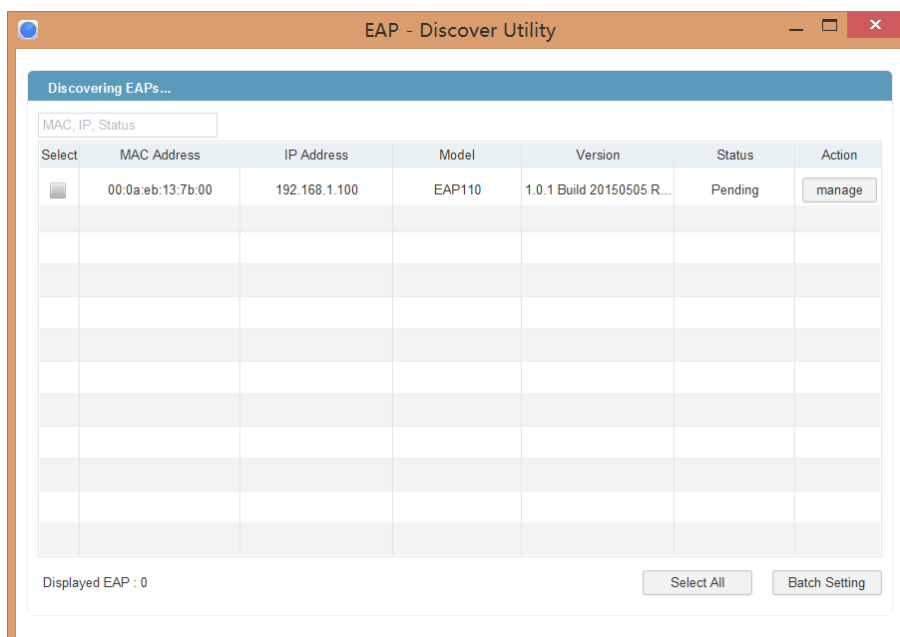 EAP - Discover Utility
Discovering EAPs...
MAC, IP, Status
Select MAC Address IP Address Model Version Status Action
00:0a:eb:13:7b:00 192.168.1.100 EAP110 1.0.1 Build 20150505 R... Pending manage
Displayed EAP : 0 Select All Batch Setting